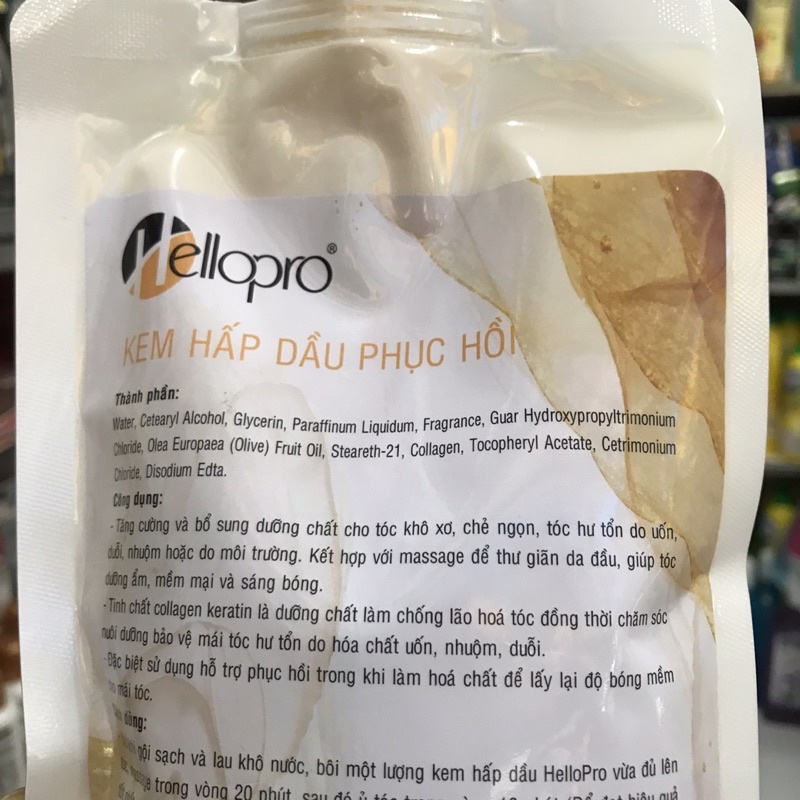 Hellopro®
KEM HẤP DẦU PHỤC HỒI
Thành phần:
Water, Cetearyl Alcohol, Glycerin, Paraffinum Liquidum, Fragrance, Guar Hydroxypropyltrimonium
Chloride, Olea Europaea (Olive) Fruit Oil, Steareth-21, Collagen, Tocopheryl Acetate, Cetrimonium
Chloride, Disodium Edta.
Công dụng:
- Tăng cường và bổ sung dưỡng chất cho tóc khô xơ, chẻ ngọn, tóc hư tổn do uốn,
duỗi, nhuộm hoặc do môi trường. Kết hợp với massage để thư giãn da đầu, giúp tóc
dưỡng ẩm, mềm mại và sáng bóng.
- Tinh chất collagen keratin là dưỡng chất làm chống lão hoá tóc đồng thời chăm sóc
nuôi dưỡng bảo vệ mái tóc hư tổn do hóa chất uốn, nhuộm, duỗi.
- Đặc biệt sử dụng hỗ trợ phục hồi trong khi làm hoá chất để lấy lại độ bóng mềm
mái tóc.
dùng:
gội sạch và lau khô nước, bôi một lượng kem hấp dầu HelloPro vừa đủ lên
trong vòng 20 phút, sau đó ủ tóc